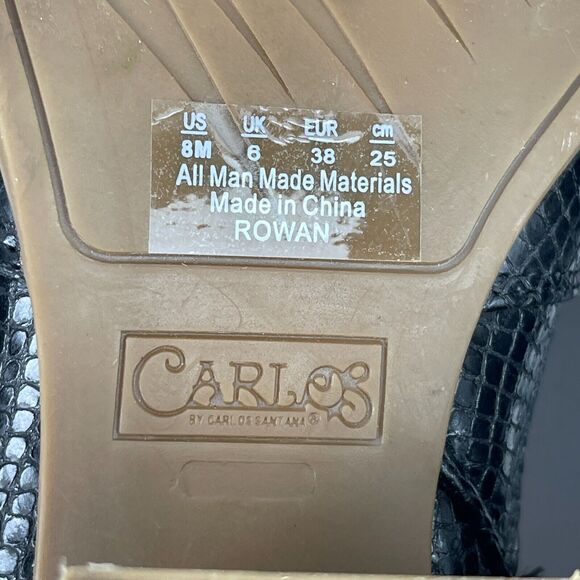 US UK EUR cm
8M 6 38 25
All Man Made Materials
Made in China
ROWAN
CARLOS
BY CARLOS SANTANA®